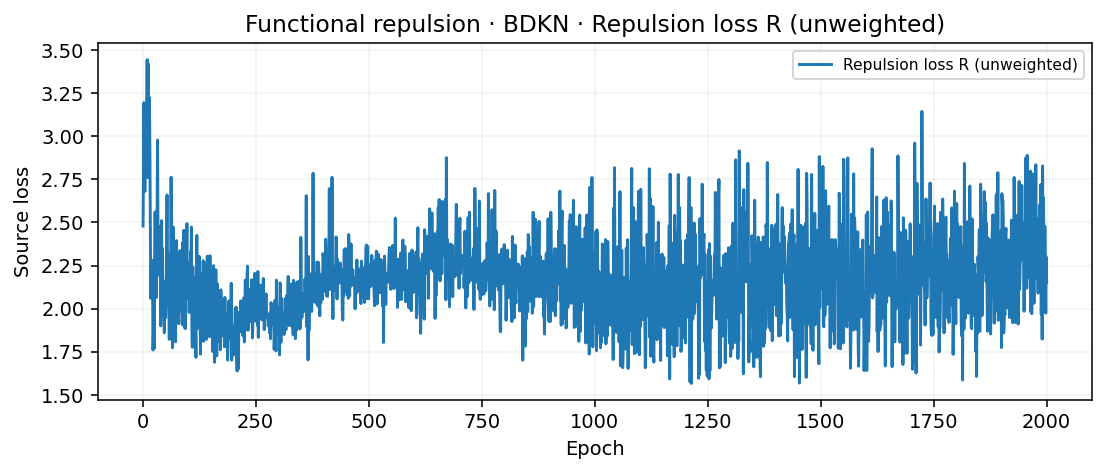 Functional repulsion · BDKN · Repulsion loss R (unweighted)
Repulsion loss R (unweighted)
Source loss
3.50
3.25
3.00
2.75
2.50
2.25
2.00
1.75
1.50
0 250 500 750 1000 1250 1500 1750 2000
Epoch